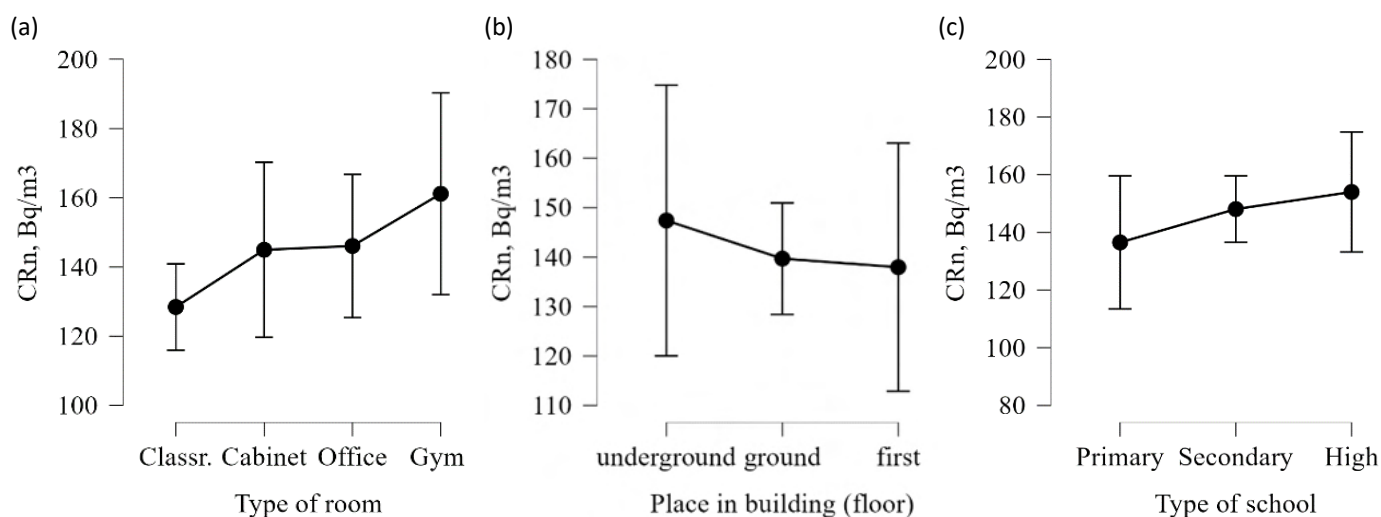 (a)
200
180
160
140
120
100
CRn, Bq/m3
Classr. Cabinet Office Gym
Type of room
(b)
180
170
160
150
140
130
120
110
CRn, Bq/m3
underground ground first
Place in building (floor)
(c)
200
180
160
140
120
100
80
CRn, Bq/m3
Primary Secondary High
Type of school